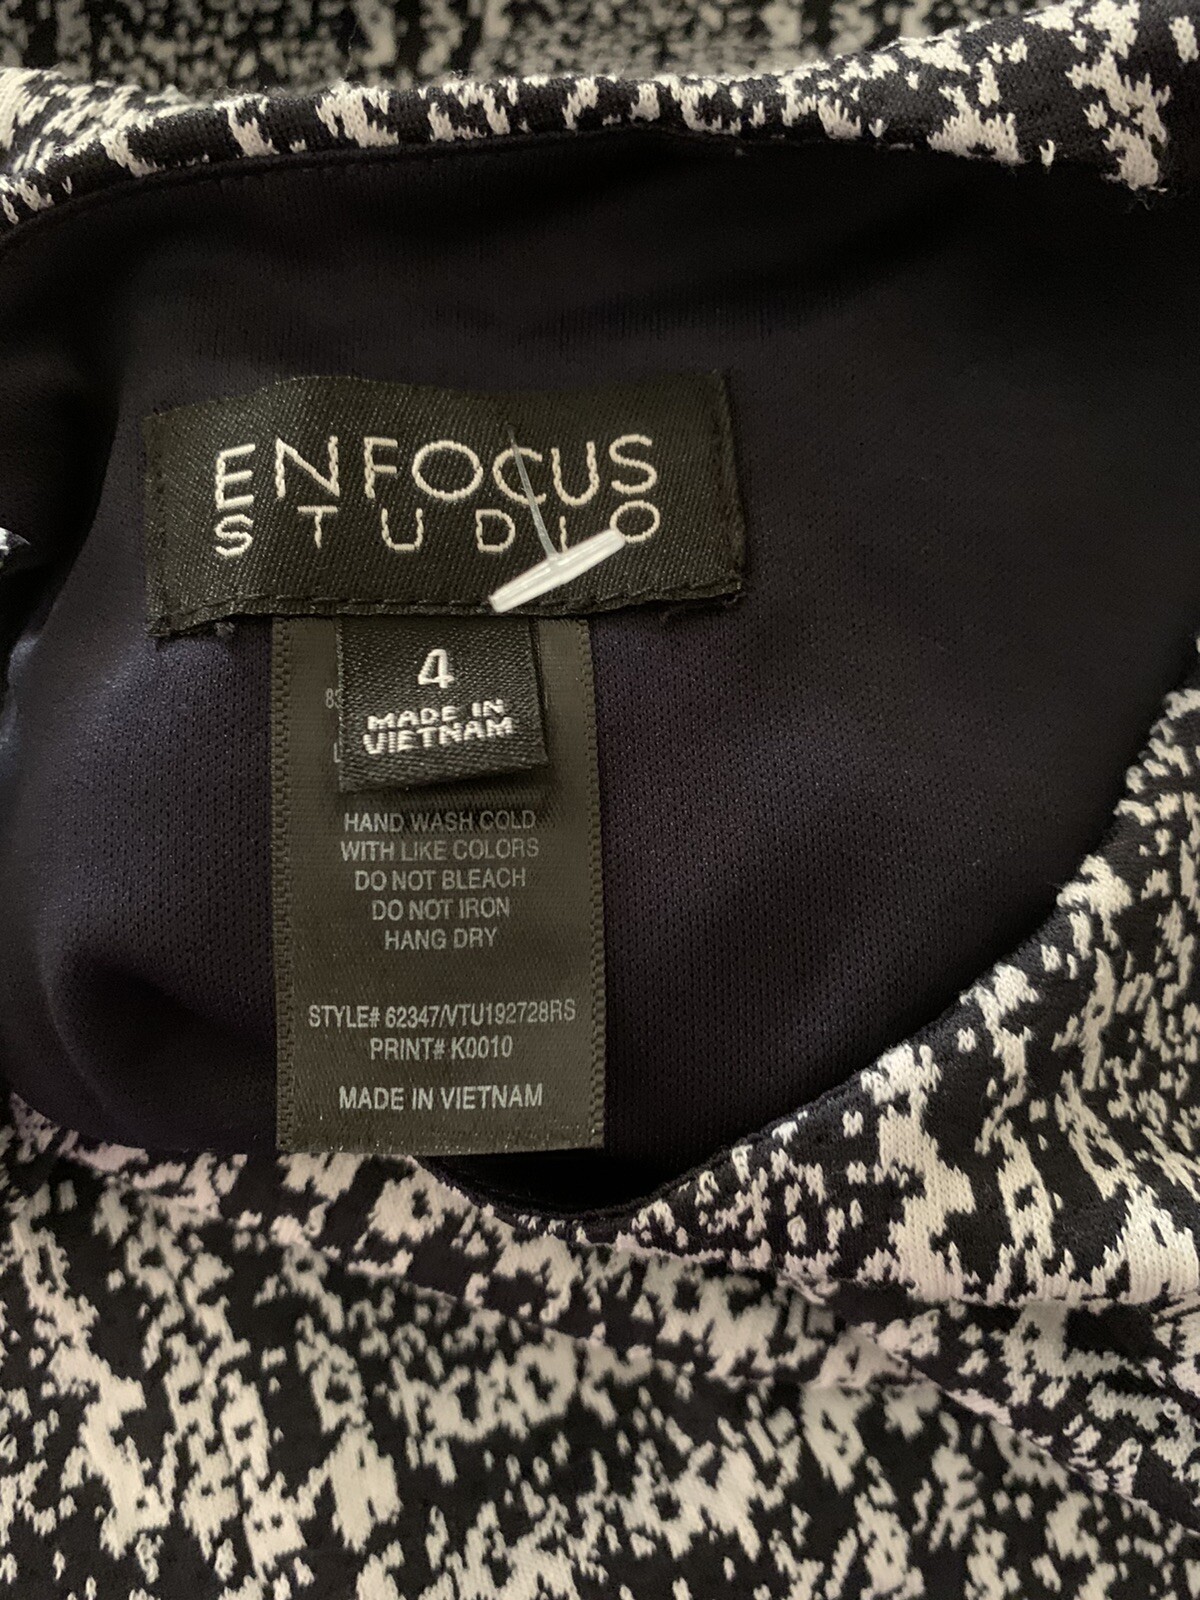 ENFOCUS
STUDIO
4
MADE IN
VIETNAM
HAND WASH COLD
WITH LIKE COLORS
DO NOT BLEACH
DO NOT IRON
HANG DRY
STYLE# 62347/VTU192728RS
PRINT# K0010
MADE IN VIETNAM